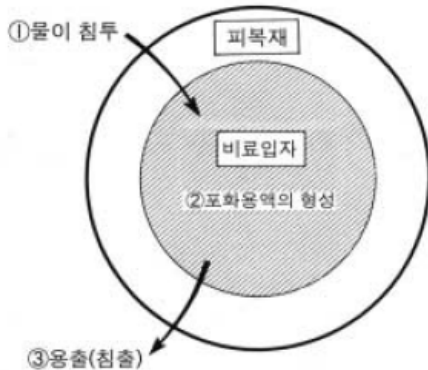 ①물이 침투
피복재
비료입자
②포화용액의 형성
③용출(침출)